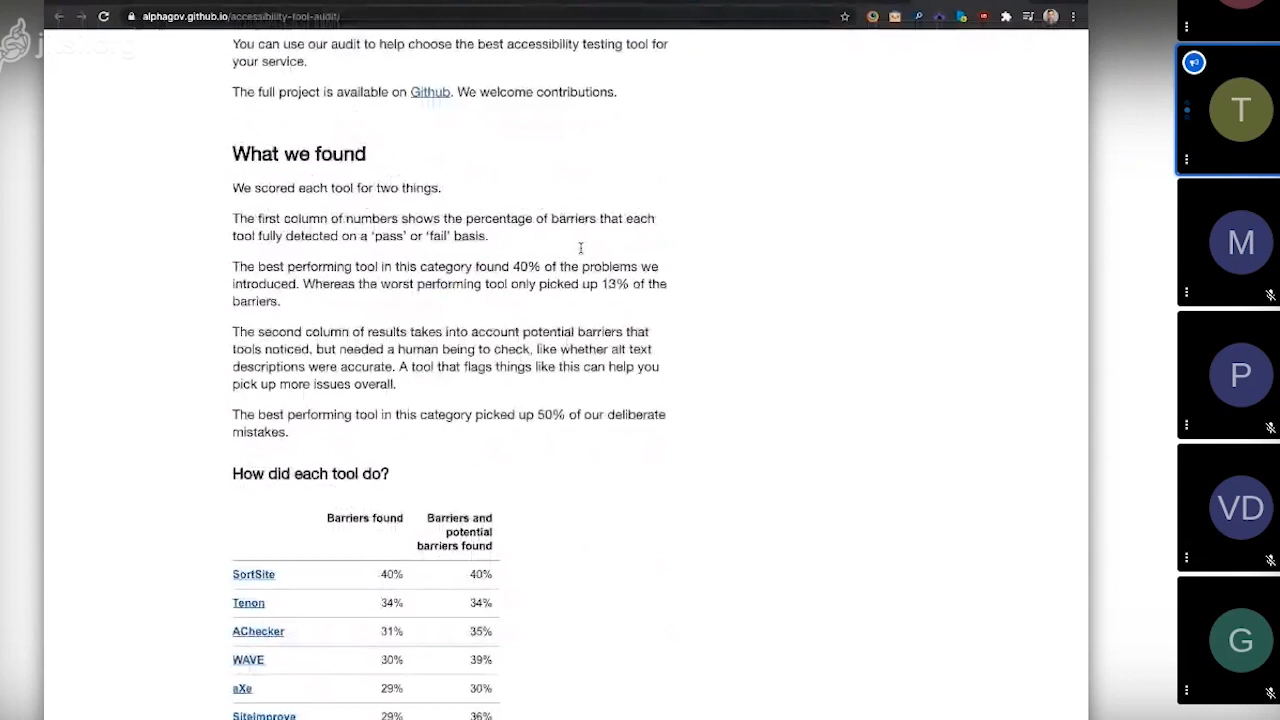 alphagov.github.io/accessibility-tool-audit/
You can use our audit to help choose the best accessibility testing tool for
your service.
The full project is available on Github. We welcome contributions.
What we found
We scored each tool for two things.
The first column of numbers shows the percentage of barriers that each
tool fully detected on a ‘pass’ or ‘fail’ basis.
The best performing tool in this category found 40% of the problems we
introduced. Whereas the worst performing tool only picked up 13% of the
barriers.
The second column of results takes into account potential barriers that
tools noticed, but needed a human being to check, like whether alt text
descriptions were accurate. A tool that flags things like this can help you
pick up more issues overall.
The best performing tool in this category picked up 50% of our deliberate
mistakes.
How did each tool do?
Barriers found Barriers and
potential
barriers found
SortSite 40% 40%
Tenon 34% 34%
AChecker 31% 35%
WAVE 30% 39%
aXe 29% 30%
Siteimprove 29% 36%
T
M
P
VD
G